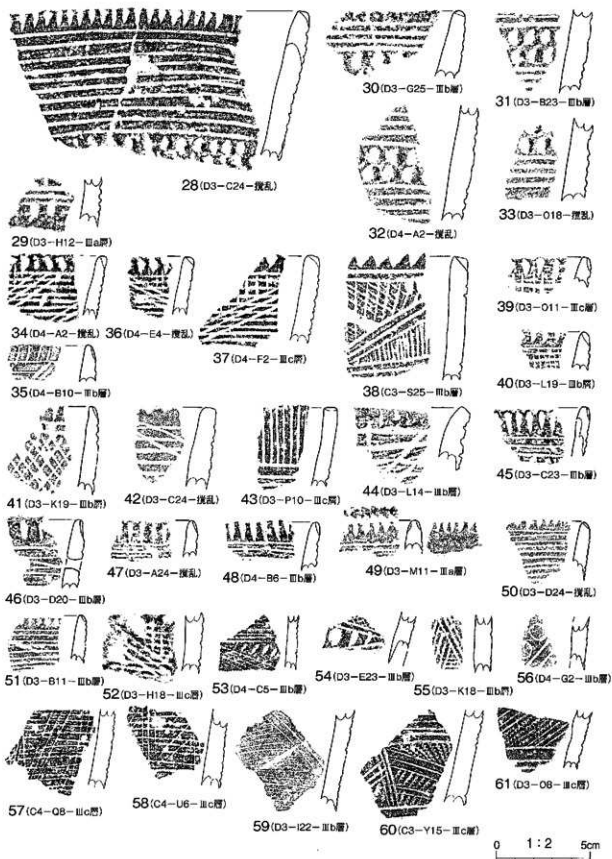 28(D3-C24-撹乱)
29(D3-H12-Ⅲa層)
30(D3-G25-Ⅲb層)
31(D3-B23-Ⅲb層)
32(D4-A2-撹乱)
33(D3-O18-撹乱)
34(D4-A2-撹乱)
35(D4-B10-Ⅲb層)
36(D4-E4-撹乱)
37(D4-F2-Ⅲc層)
38(C3-S25-Ⅲb層)
39(D3-O11-Ⅲc層)
40(D3-L19-Ⅲb層)
41(D3-K19-Ⅲb層)
42(D3-C24-撹乱)
43(D3-P10-Ⅲc層)
44(D3-L14-Ⅲb層)
45(D3-C23-Ⅲb層)
46(D3-D20-Ⅲb層)
47(D3-A24-撹乱)
48(D4-B6-Ⅲb層)
49(D3-M11-Ⅲa層)
50(D3-D24-撹乱)
51(D3-B11-Ⅲb層)
52(D3-H18-Ⅲc層)
53(D4-C5-Ⅲb層)
54(D3-E23-Ⅲb層)
55(D3-K18-Ⅲb層)
56(D4-G2-Ⅲb層)
57(C4-Q8-Ⅲc層)
58(C4-U6-Ⅲc層)
59(D3-I22-Ⅲb層)
60(C3-Y15-Ⅲc層)
61(D3-O8-Ⅲc層)
0 1:2 5cm